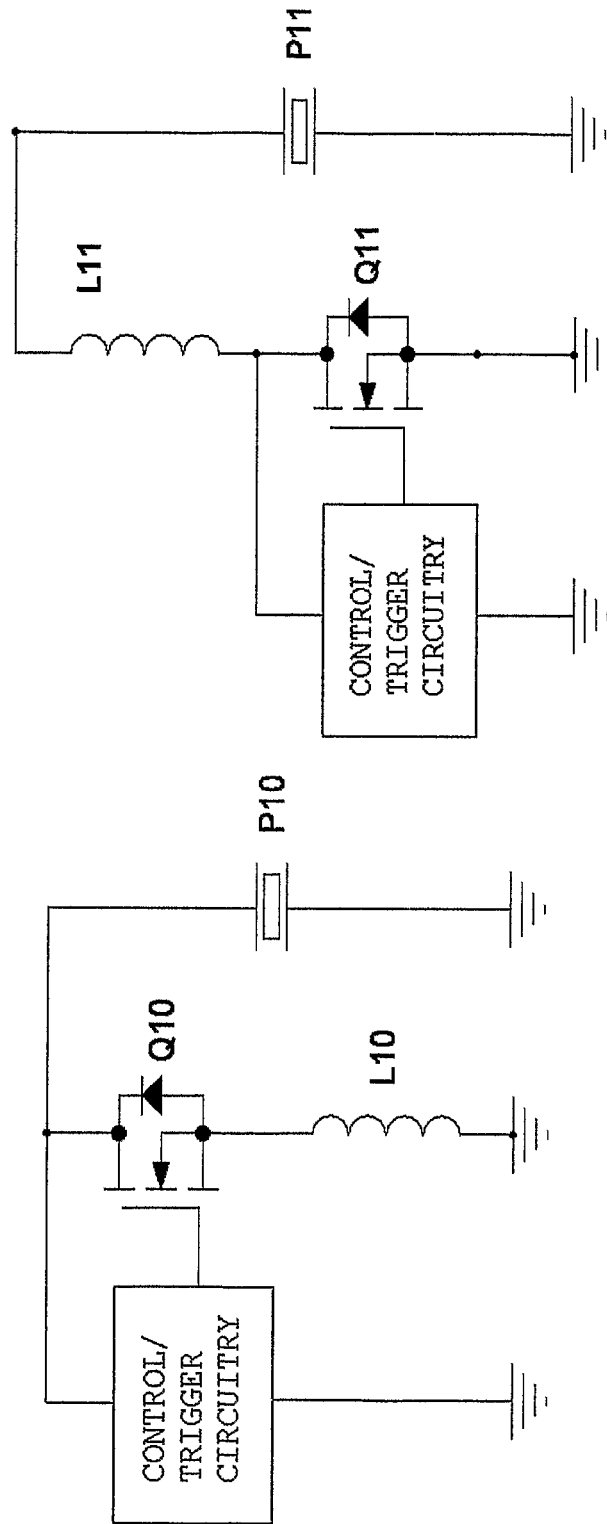 CONTROL/
TRIGGER
CIRCUITRY
Q10
L10
P10
CONTROL/
TRIGGER
CIRCUITRY
L11
Q11
P11